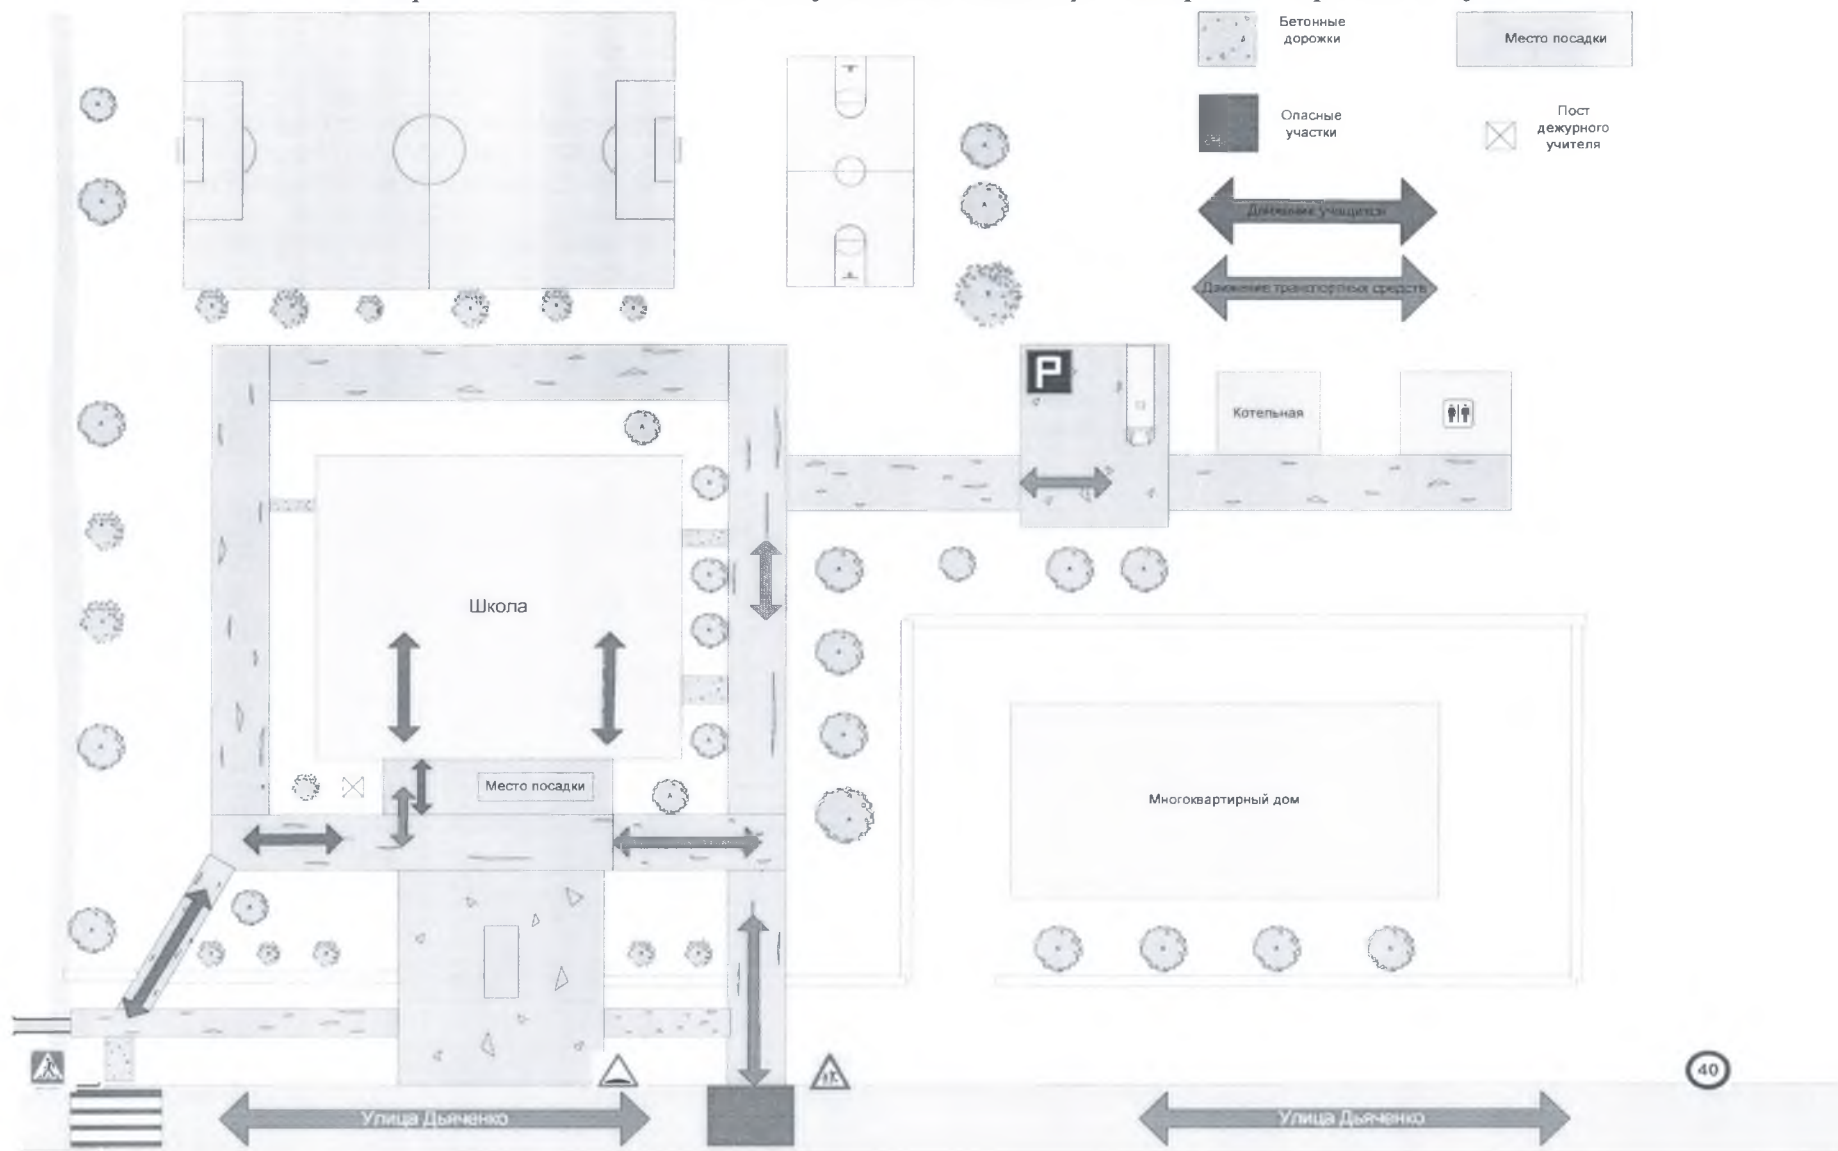 Бетонные
дорожки
Место посадки
Опасные
участки
Пост
дежурного
учителя
Движение учащихся
Движение транспортных средств
P
Котельная
Школа
Место посадки
Многоквартирный дом
40
Улица Дьяченко
Улица Дьяченко